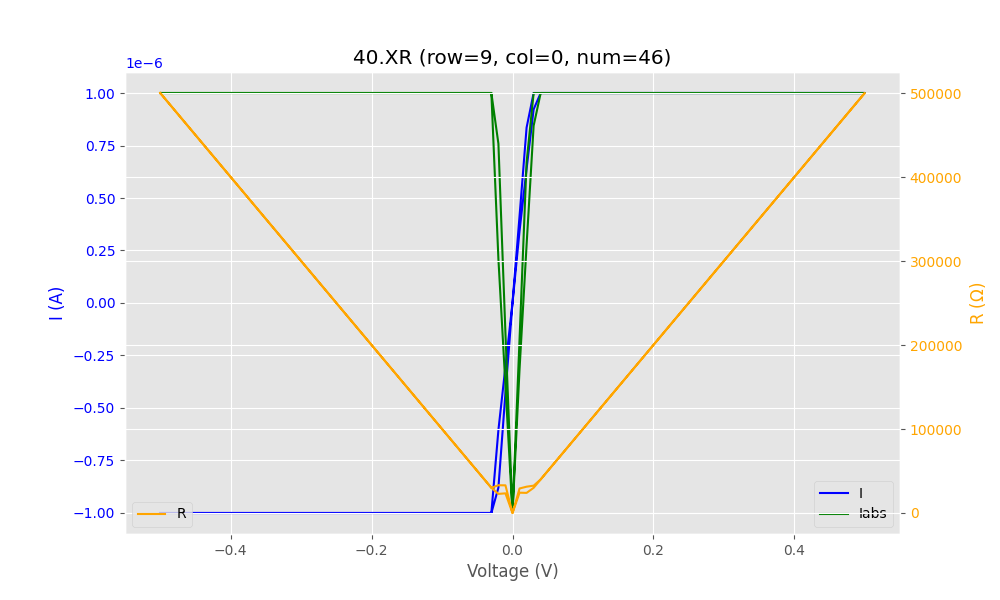 40.XR (row=9, col=0, num=46)
1e−6
1.00
0.75
0.50
0.25
0.00
−0.25
−0.50
−0.75
−1.00
I (A)
500000
400000
300000
200000
100000
0
R (Ω)
R
I
Iabs
−0.4
−0.2
0.0
0.2
0.4
Voltage (V)